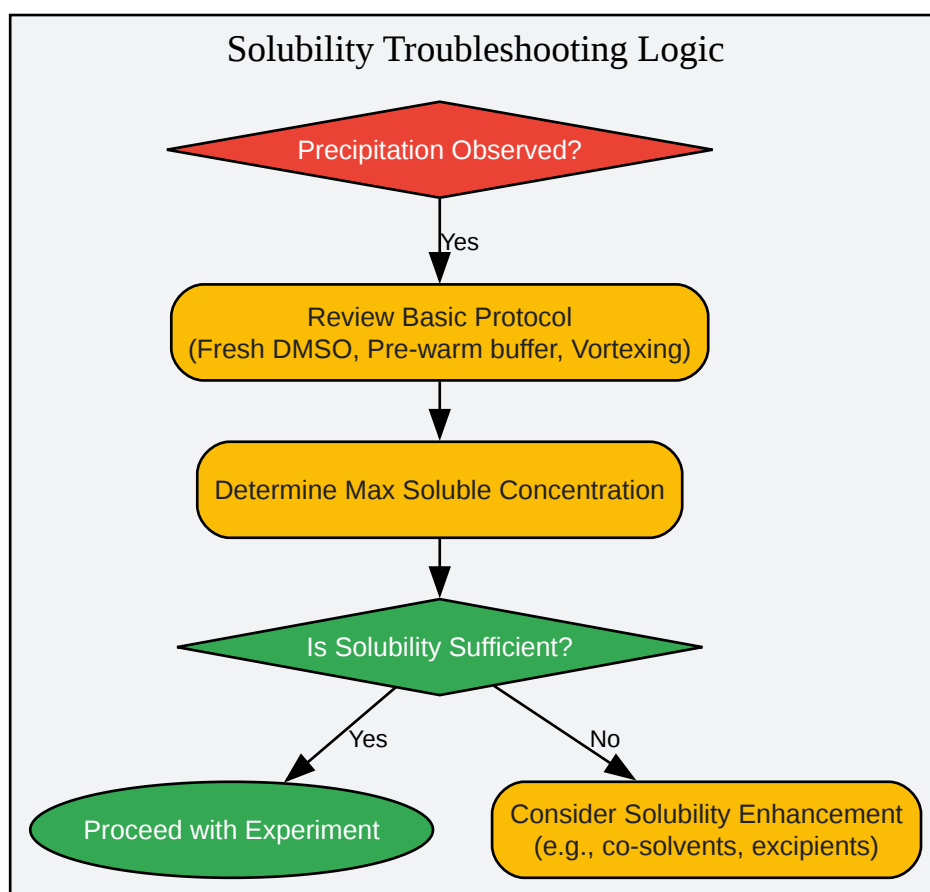 Solubility Troubleshooting Logic
Precipitation Observed?
Yes
Review Basic Protocol
(Fresh DMSO, Pre-warm buffer, Vortexing)
Determine Max Soluble Concentration
Is Solubility Sufficient?
Yes
No
Proceed with Experiment
Consider Solubility Enhancement
(e.g., co-solvents, excipients)